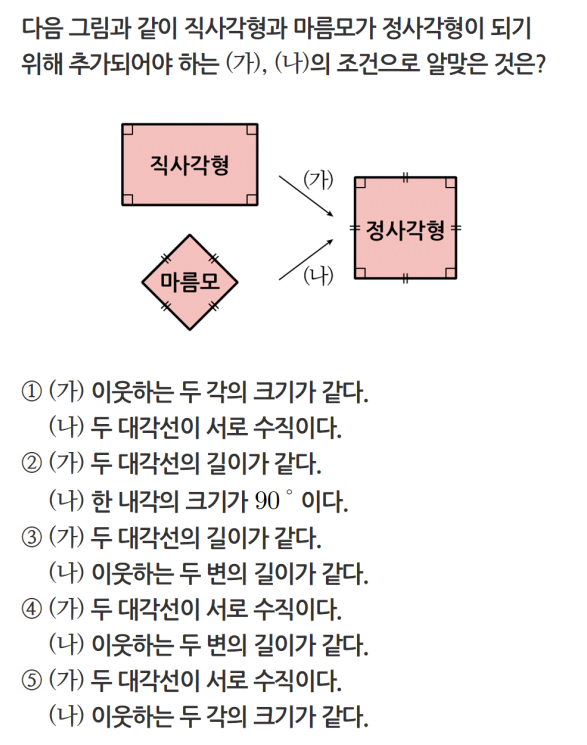 다음 그림과 같이 직사각형과 마름모가 정사각형이 되기
위해 추가되어야 하는 (가), (나)의 조건으로 알맞은 것은?
직사각형
(가)
정사각형
마름모
(나)
① (가) 이웃하는 두 각의 크기가 같다.
(나) 두 대각선이 서로 수직이다.
② (가) 두 대각선의 길이가 같다.
(나) 한 내각의 크기가 90° 이다.
③ (가) 두 대각선의 길이가 같다.
(나) 이웃하는 두 변의 길이가 같다.
④ (가) 두 대각선이 서로 수직이다.
(나) 이웃하는 두 변의 길이가 같다.
⑤ (가) 두 대각선이 서로 수직이다.
(나) 이웃하는 두 각의 크기가 같다.